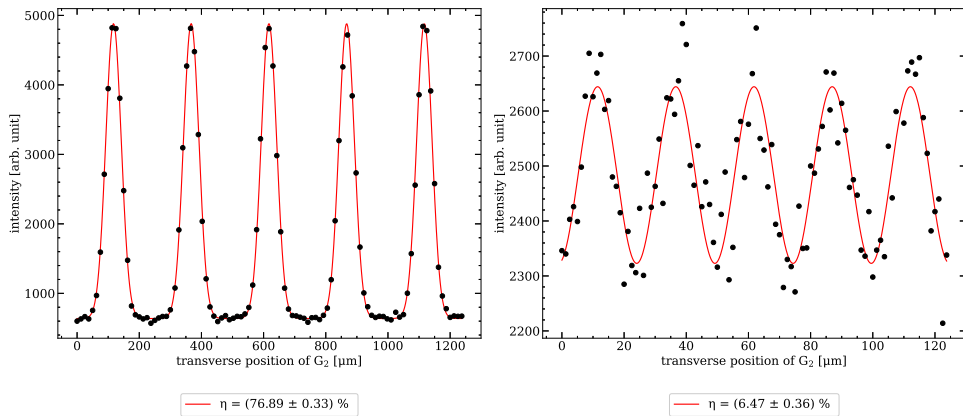 intensity [arb. unit]
5000
4000
3000
2000
1000
0 200 400 600 800 1000 1200
transverse position of G₂ [µm]
η = (76.89 ± 0.33) %
intensity [arb. unit]
2700
2600
2500
2400
2300
2200
0 20 40 60 80 100 120
transverse position of G₂ [µm]
η = (6.47 ± 0.36) %